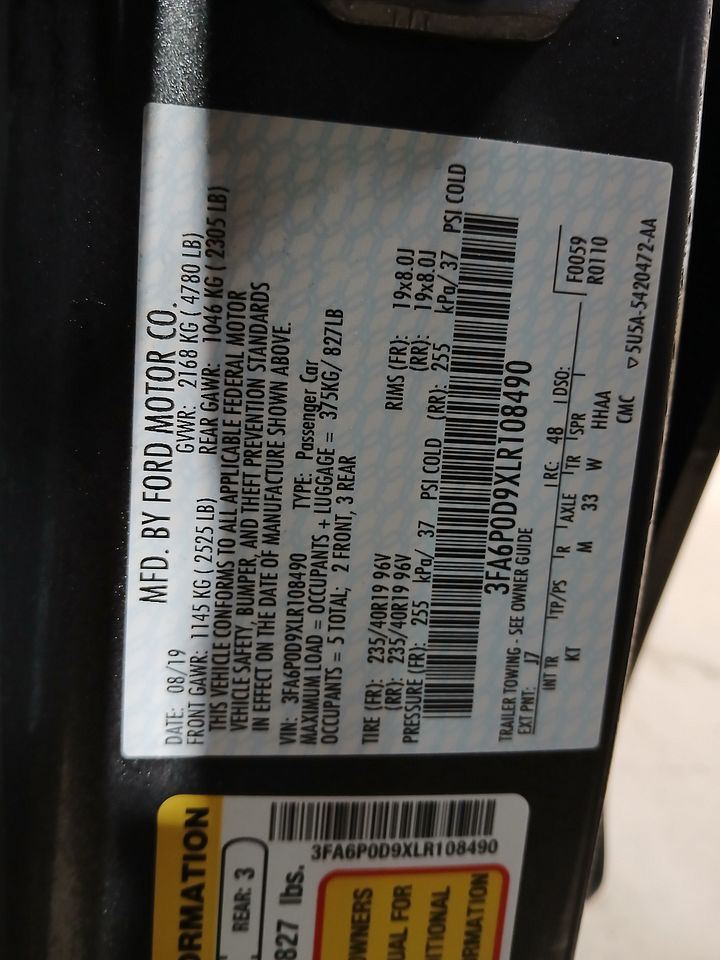 MFD. BY FORD MOTOR CO.
DATE: 08/19 GVWR: 2168 KG ( 4780 LB)
FRONT GAWR: 1145 KG ( 2525 LB) REAR GAWR: 1046 KG ( 2305 LB)
THIS VEHICLE CONFORMS TO ALL APPLICABLE FEDERAL MOTOR
VEHICLE SAFETY, BUMPER, AND THEFT PREVENTION STANDARDS
IN EFFECT ON THE DATE OF MANUFACTURE SHOWN ABOVE.
VIN: 3FA6P0D9XLR108490 TYPE: Passenger Car
MAXIMUM LOAD = OCCUPANTS + LUGGAGE = 375KG/ 827LB
OCCUPANTS = 5 TOTAL; 2 FRONT, 3 REAR
TIRE (FR): 235/40R19 96V RIMS (FR): 19x8.0J
(RR): 235/40R19 96V (RR): 19x8.0J
PRESSURE (FR): 255 kPa/ 37 PSI COLD (RR): 255 kPa/ 37 PSI COLD
3FA6P0D9XLR108490
TRAILER TOWING - SEE OWNER GUIDE
EXT PNT: J7 RC: 48 DSO: F0059
R0110
INT TR TP/PS R AXLE TR SPR
KT M 33 W HHAA
CMC ▽5U5A-5420472-AA
ORMATION
REAR: 3
827 lbs.
3FA6P0D9XLR108490
OWNERS
UAL FOR
ITIONAL
ORMATION